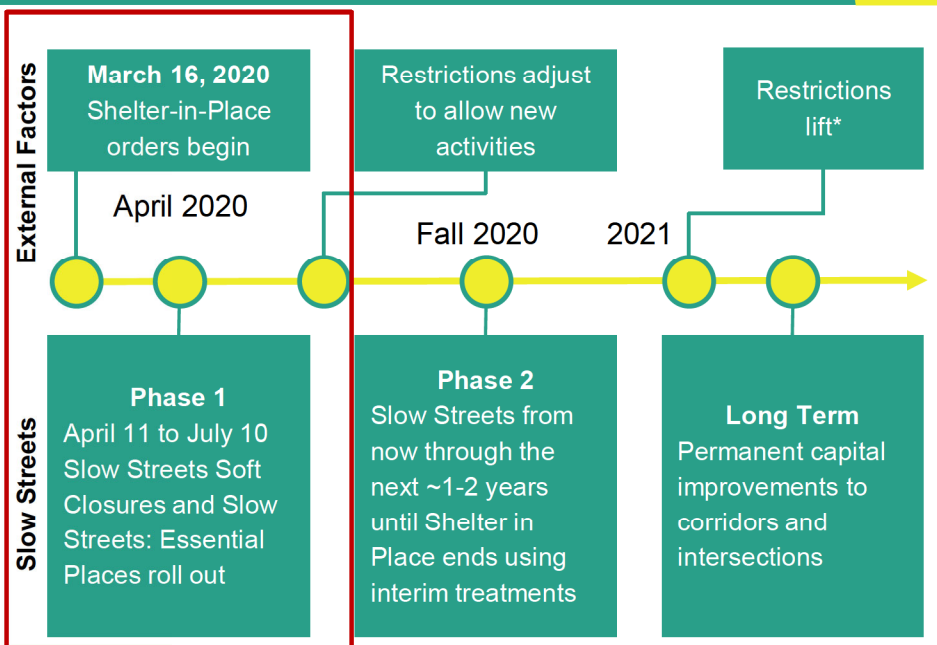 External Factors
March 16, 2020
Shelter-in-Place
orders begin
Restrictions adjust
to allow new
activities
Restrictions
lift*
April 2020
Fall 2020
2021
Slow Streets
Phase 1
April 11 to July 10
Slow Streets Soft
Closures and Slow
Streets: Essential
Places roll out
Phase 2
Slow Streets from
now through the
next ~1-2 years
until Shelter in
Place ends using
interim treatments
Long Term
Permanent capital
improvements to
corridors and
intersections